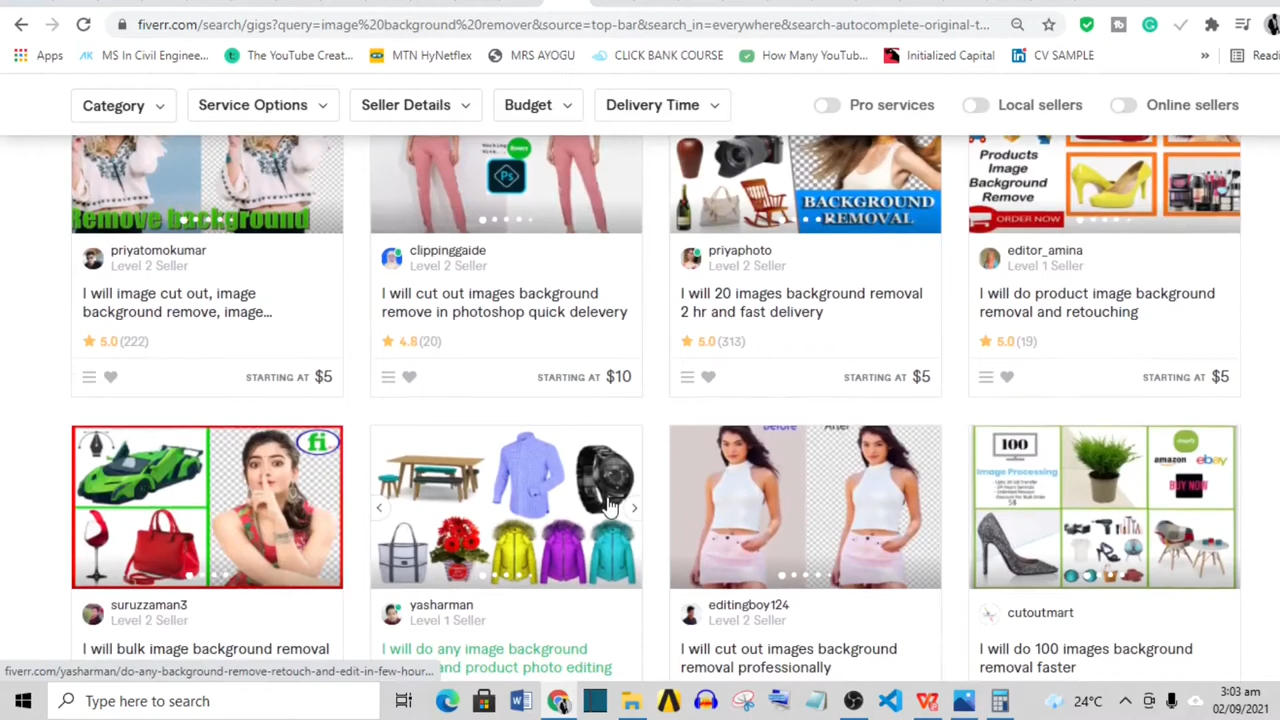 fiverr.com/search/gigs?query=image%20background%20remover&source=top-bar&search_in=everywhere&search-autocomplete-original-t...
Apps
MS In Civil Enginee...
The YouTube Creat...
MTN HyNetflex
MRS AYOGU
CLICK BANK COURSE
How Many YouTub...
Initialized Capital
CV SAMPLE
»
Readi
Category
Service Options
Seller Details
Budget
Delivery Time
Pro services
Local sellers
Online sellers
Remove background
Ps
BACKGROUND
REMOVAL
Products
Image
Background
Remove
ORDER NOW
priyatomokumar
Level 2 Seller
I will image cut out, image
background remove, image...
5.0 (222)
STARTING AT $5
clippinggaide
Level 2 Seller
I will cut out images background
remove in photoshop quick delevery
4.8 (20)
STARTING AT $10
priyaphoto
Level 2 Seller
I will 20 images background removal
2 hr and fast delivery
5.0 (313)
STARTING AT $5
editor_amina
Level 1 Seller
I will do product image background
removal and retouching
5.0 (19)
STARTING AT $5
fi
Before
After
100
Image Processing
amazon
ebay
BUY NOW
suruzzaman3
Level 2 Seller
I will bulk image background removal
yasharman
Level 1 Seller
I will do any image background
and product photo editing
editingboy124
Level 2 Seller
I will cut out images background
removal professionally
cutoutmart
I will do 100 images background
removal faster
fiverr.com/yasharman/do-any-background-remove-retouch-and-edit-in-few-hour...
Type here to search
24°C
3:03 am
02/09/2021